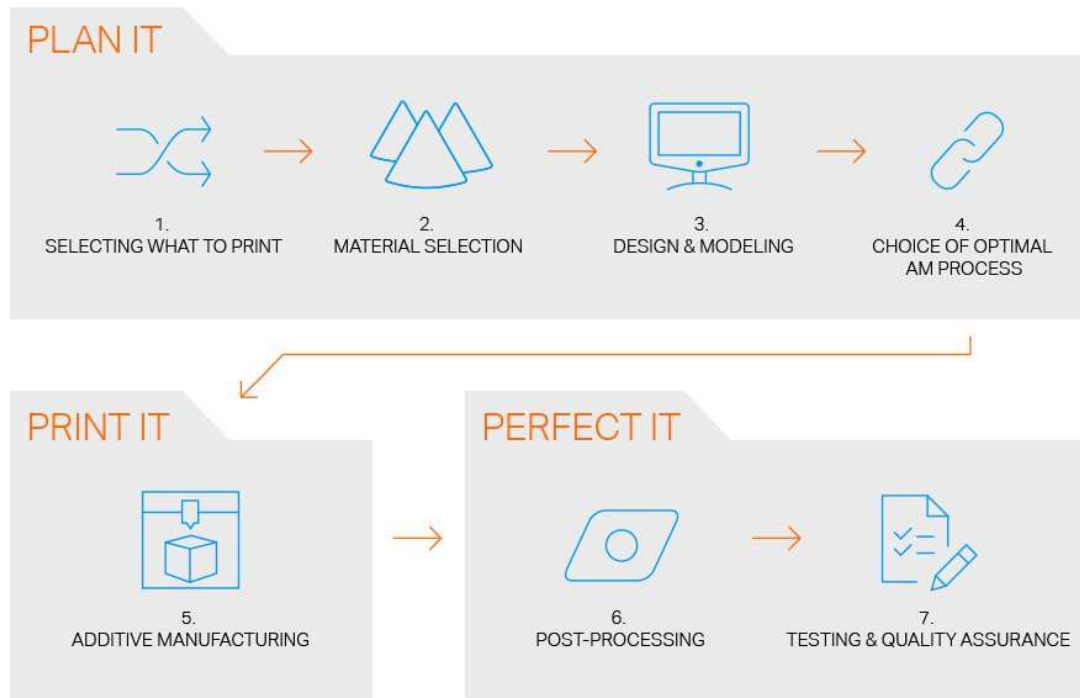 PLAN IT
1.
SELECTING WHAT TO PRINT
2.
MATERIAL SELECTION
3.
DESIGN & MODELING
4.
CHOICE OF OPTIMAL
AM PROCESS
PRINT IT
5.
ADDITIVE MANUFACTURING
PERFECT IT
6.
POST-PROCESSING
7.
TESTING & QUALITY ASSURANCE